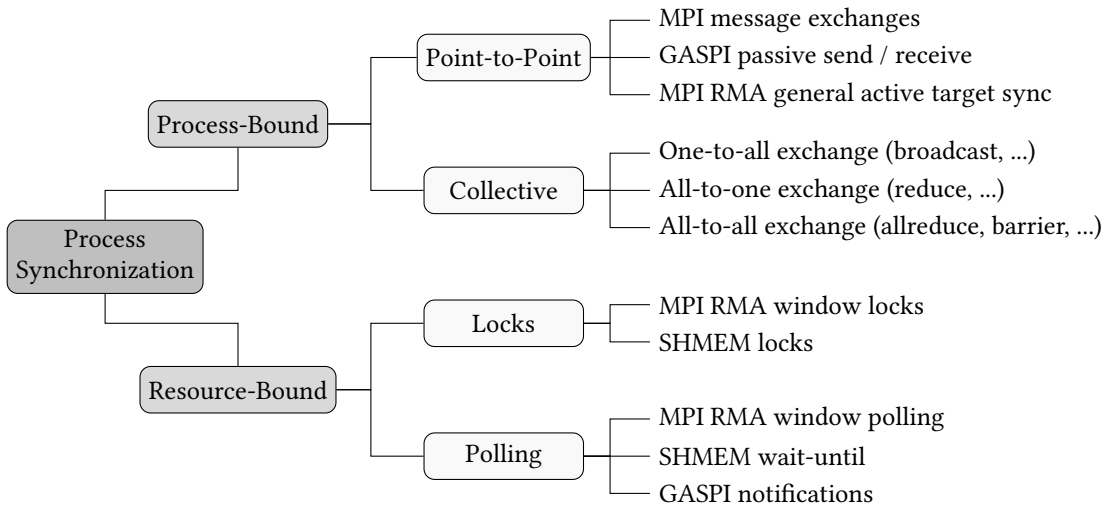 Process
Synchronization
Process-Bound
Point-to-Point
MPI message exchanges
GASPI passive send / receive
MPI RMA general active target sync
Collective
One-to-all exchange (broadcast, ...)
All-to-one exchange (reduce, ...)
All-to-all exchange (allreduce, barrier, ...)
Resource-Bound
Locks
MPI RMA window locks
SHMEM locks
Polling
MPI RMA window polling
SHMEM wait-until
GASPI notifications